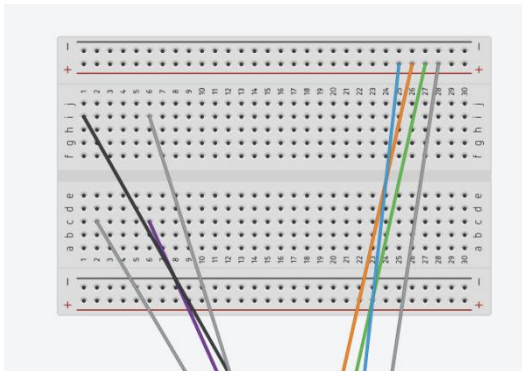 − −
+ +
1 2 3 4 5 6 7 8 9 10 11 12 13 14 15 16 17 18 19 20 21 22 23 24 25 26 27 28 29 30
j j
i i
h h
g g
f f
e e
d d
c c
b b
a a
1 2 3 4 5 6 7 8 9 10 11 12 13 14 15 16 17 18 19 20 21 22 23 24 25 26 27 28 29 30
− −
+ +